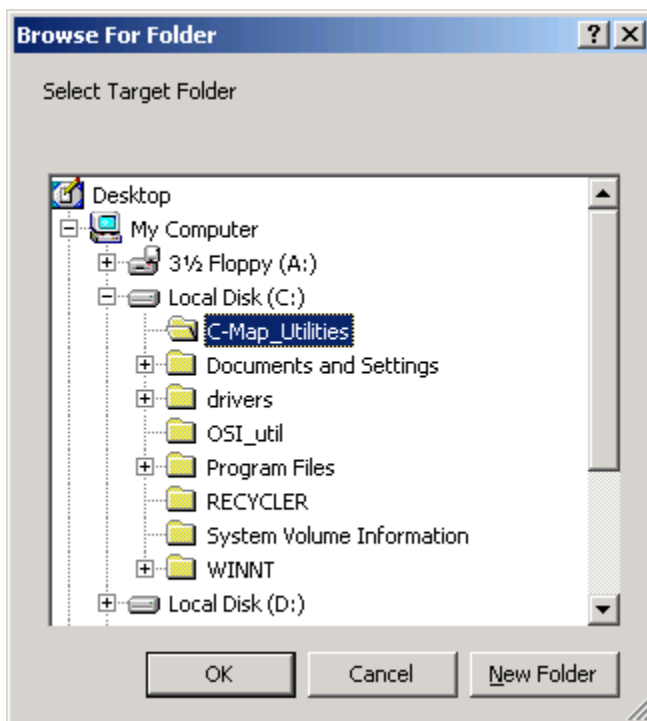 Browse For Folder
Select Target Folder
Desktop
My Computer
3½ Floppy (A:)
Local Disk (C:)
C-Map_Utilities
Documents and Settings
drivers
OSI_util
Program Files
RECYCLER
System Volume Information
WINNT
Local Disk (D:)
OK Cancel New Folder